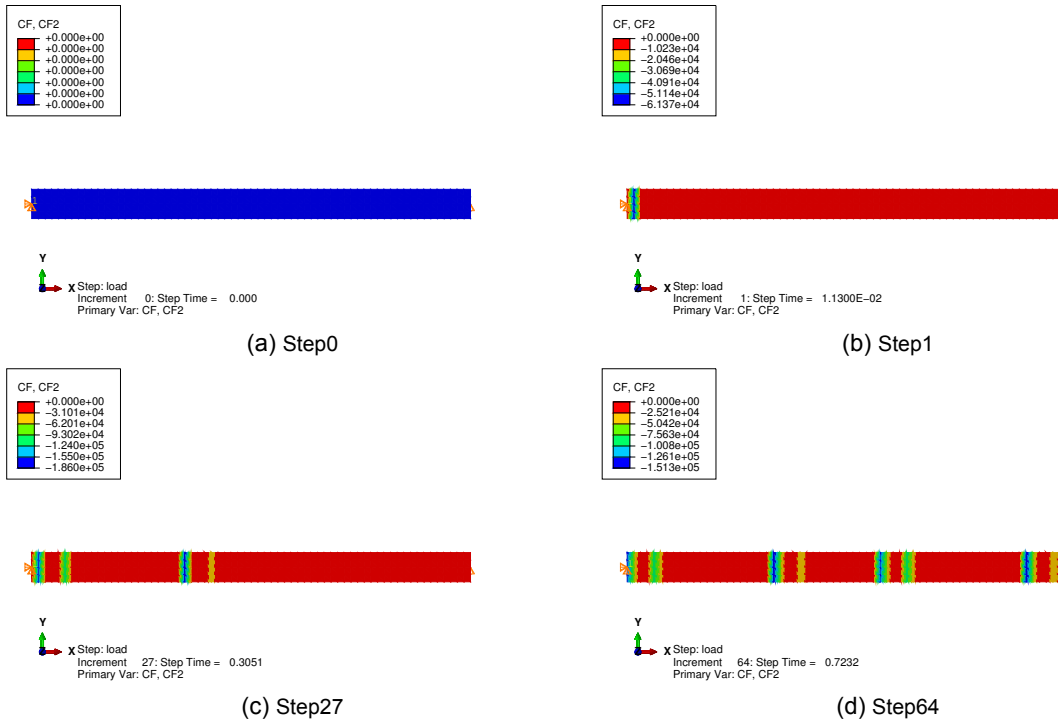 CF, CF2
+0.000e+00
+0.000e+00
+0.000e+00
+0.000e+00
+0.000e+00
+0.000e+00
+0.000e+00
Y
X
Step: load
Increment 0: Step Time = 0.000
Primary Var: CF, CF2
(a) Step0
CF, CF2
+0.000e+00
−1.023e+04
−2.046e+04
−3.069e+04
−4.091e+04
−5.114e+04
−6.137e+04
Y
X
Step: load
Increment 1: Step Time = 1.1300E−02
Primary Var: CF, CF2
(b) Step1
CF, CF2
+0.000e+00
−3.101e+04
−6.201e+04
−9.302e+04
−1.240e+05
−1.550e+05
−1.860e+05
Y
X
Step: load
Increment 27: Step Time = 0.3051
Primary Var: CF, CF2
(c) Step27
CF, CF2
+0.000e+00
−2.521e+04
−5.042e+04
−7.563e+04
−1.008e+05
−1.261e+05
−1.513e+05
Y
X
Step: load
Increment 64: Step Time = 0.7232
Primary Var: CF, CF2
(d) Step64